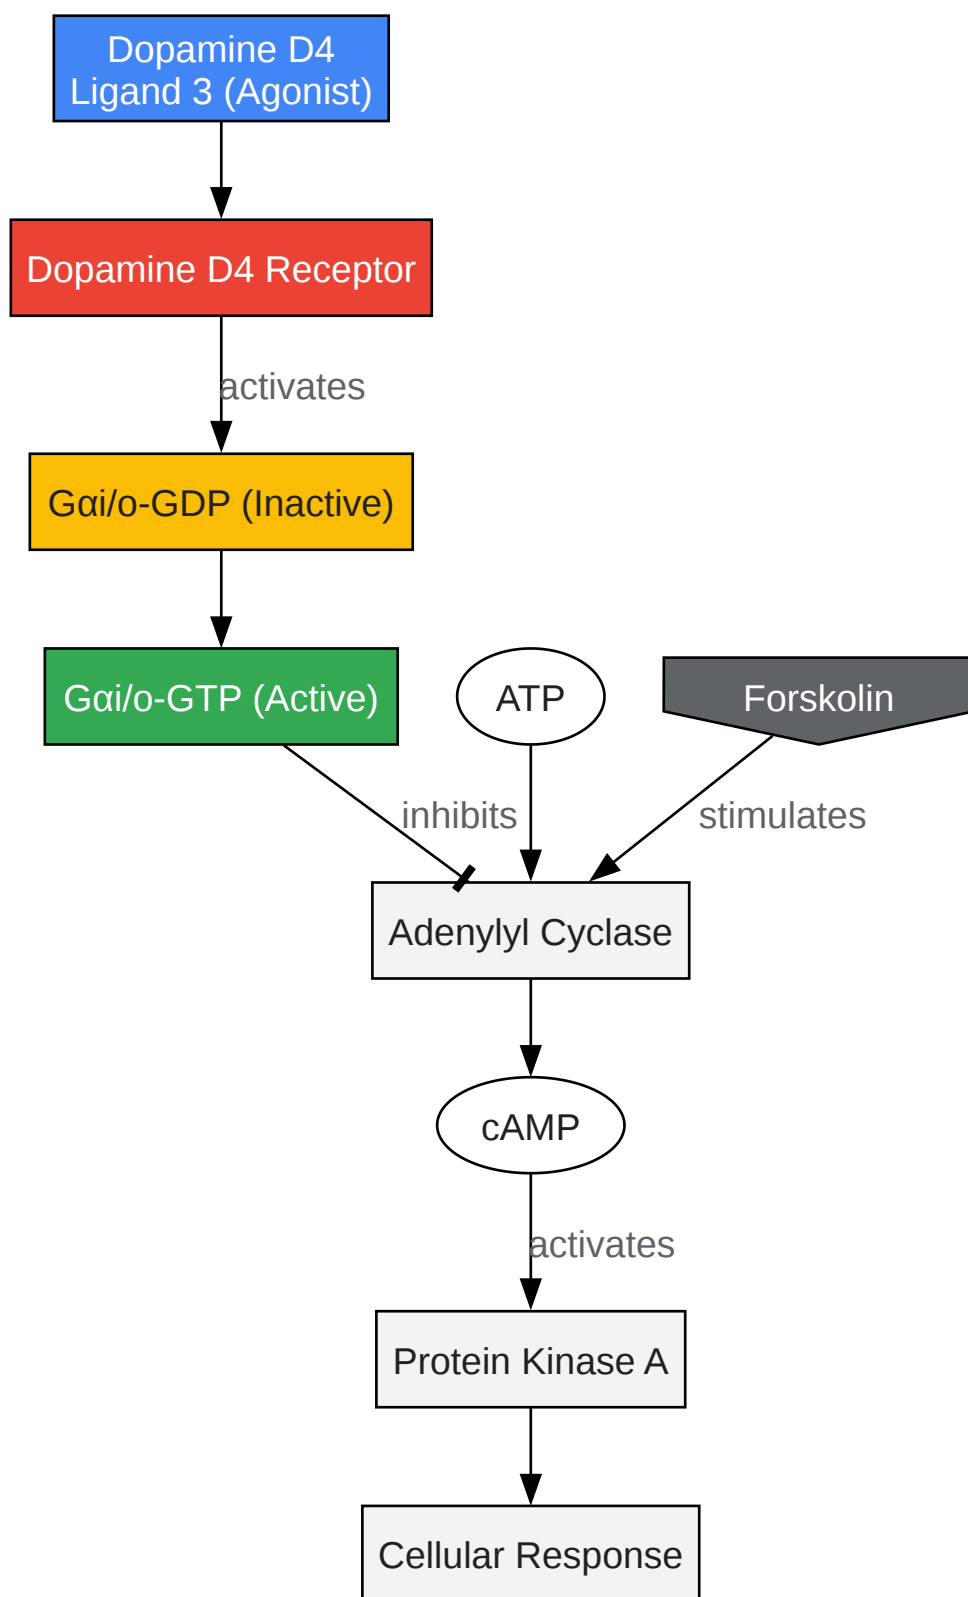 Dopamine D4
Ligand 3 (Agonist)
Dopamine D4 Receptor
activates
Gαi/o-GDP (Inactive)
Gαi/o-GTP (Active)
ATP
Forskolin
inhibits
stimulates
Adenylyl Cyclase
cAMP
activates
Protein Kinase A
Cellular Response